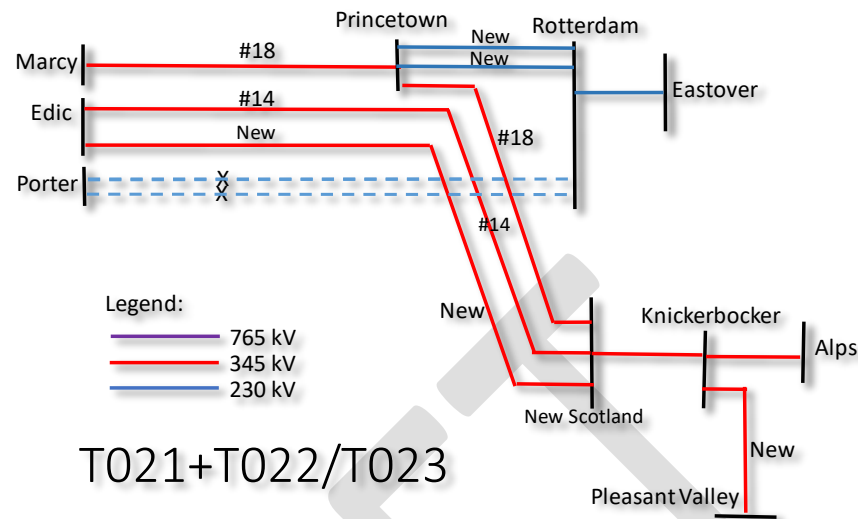 Princetown
Rotterdam
New
New
#18
Marcy
Eastover
#14
Edic
New
#18
X
X
X
Porter
#14
Legend:
New
Knickerbocker
765 kV
345 kV
230 kV
Alps
New Scotland
New
T021+T022/T023
Pleasant Valley